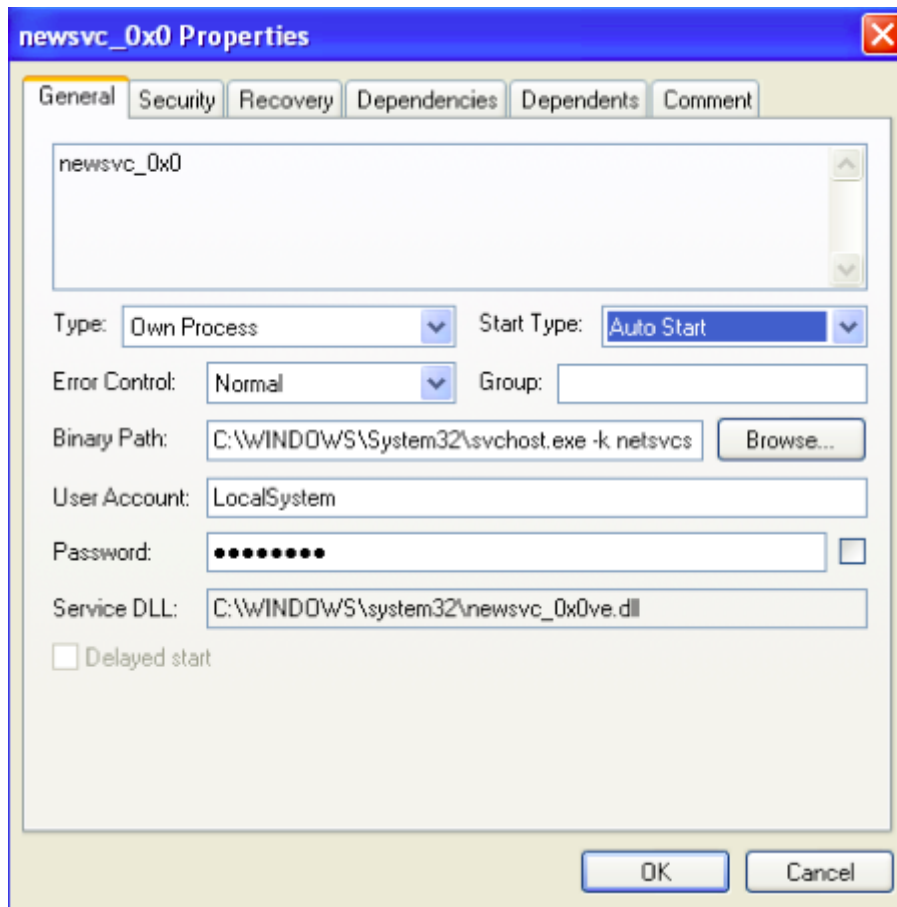 newsvc_0x0 Properties
General Security Recovery Dependencies Dependents Comment
newsvc_0x0
Type: Own Process Start Type: Auto Start
Error Control: Normal Group:
Binary Path: C:\WINDOWS\System32\svchost.exe -k netsvcs Browse...
User Account: LocalSystem
Password: ●●●●●●●●
Service DLL: C:\WINDOWS\system32\newsvc_0x0ve.dll
Delayed start
OK Cancel